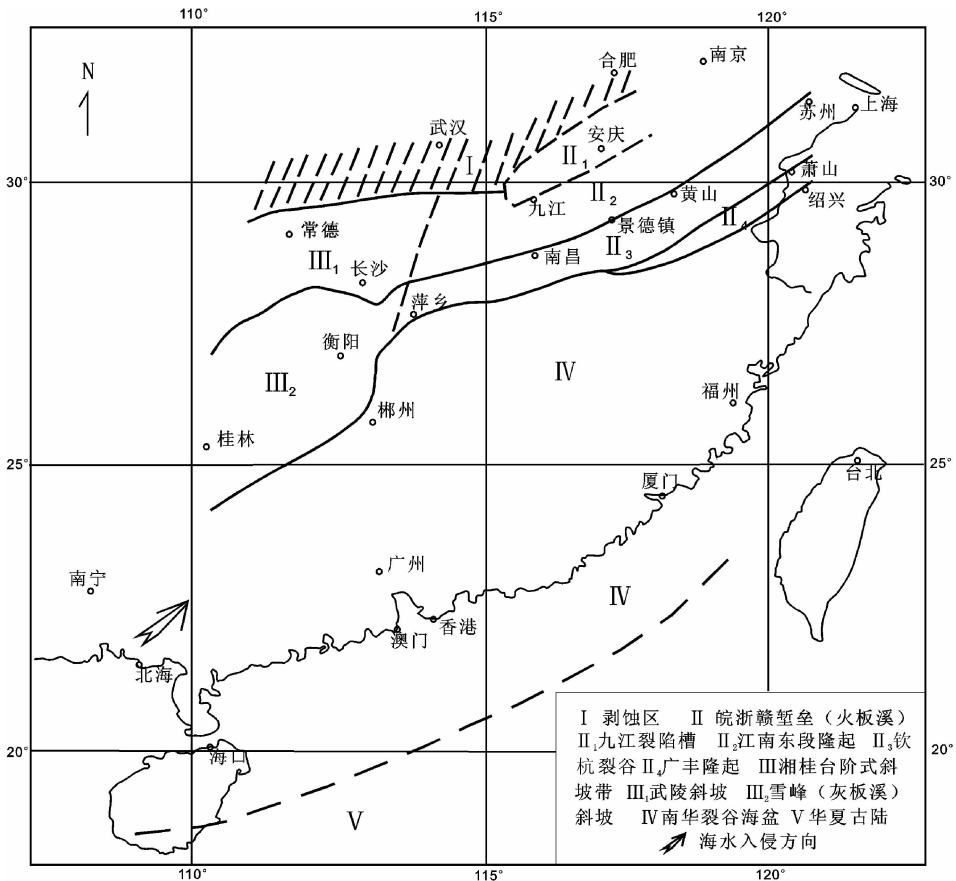 110°
115°
120°
N
南京
合肥
苏州
上海
武汉
安庆
Ⅰ
Ⅱ1
30°
30°
萧山
黄山
绍兴
Ⅱ2
九江
Ⅱ4
常德
景德镇
Ⅱ3
南昌
Ⅲ1
长沙
萍乡
衡阳
Ⅳ
Ⅲ2
福州
郴州
桂林
25°
25°
台北
厦门
广州
南宁
Ⅳ
香港
澳门
北海
20°
20°
海口
Ⅴ
Ⅰ 剥蚀区 Ⅱ 皖浙赣堑垒（火板溪）
Ⅱ1九江裂陷槽 Ⅱ2江南东段隆起 Ⅱ3钦
杭裂谷Ⅱ4广丰隆起 Ⅲ湘桂台阶式斜
坡带 Ⅲ1武陵斜坡 Ⅲ2雪峰（灰板溪）
斜坡 Ⅳ南华裂谷海盆 Ⅴ华夏古陆
海水入侵方向
110°
115°
120°